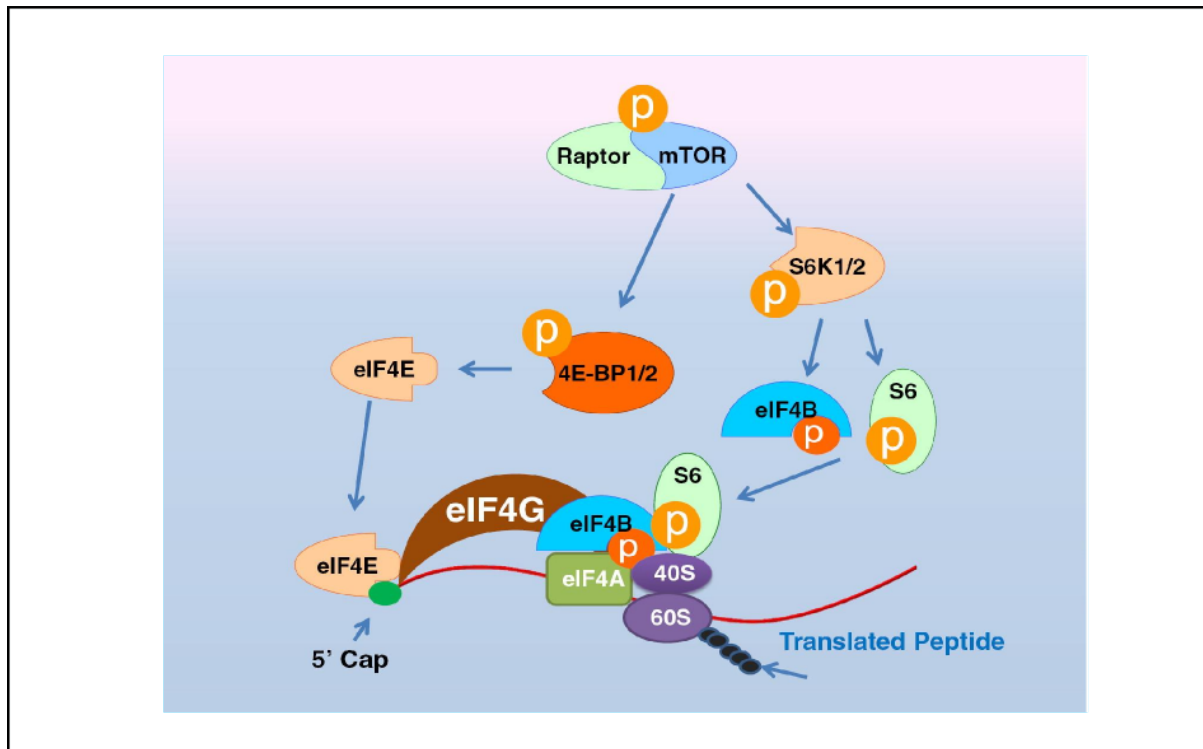 p
Raptor mTOR
S6K1/2
p
p
eIF4E
4E-BP1/2
S6
eIF4B
p
p
S6
eIF4G
eIF4B
p
p
eIF4E
eIF4A
40S
60S
5' Cap
Translated Peptide